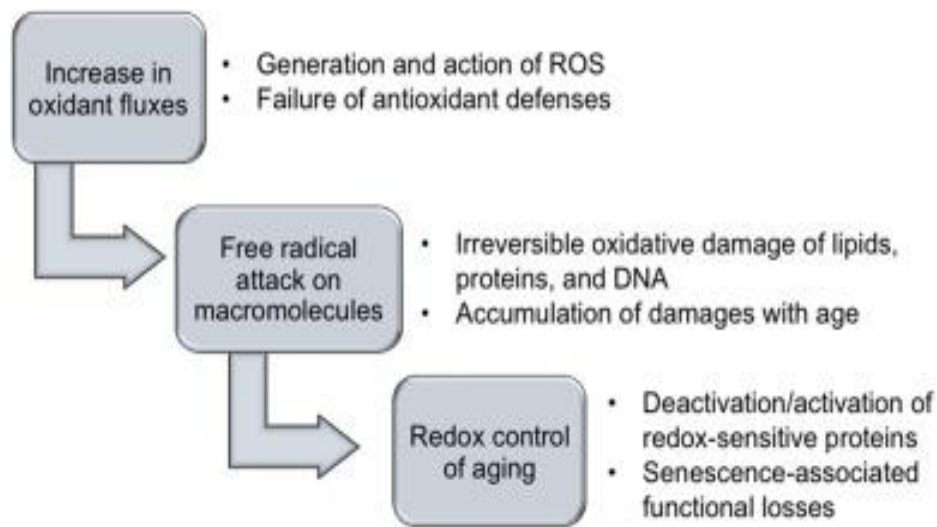 Increase in
oxidant fluxes
• Generation and action of ROS
• Failure of antioxidant defenses
Free radical
attack on
macromolecules
• Irreversible oxidative damage of lipids,
proteins, and DNA
• Accumulation of damages with age
Redox control
of aging
• Deactivation/activation of
redox-sensitive proteins
• Senescence-associated
functional losses